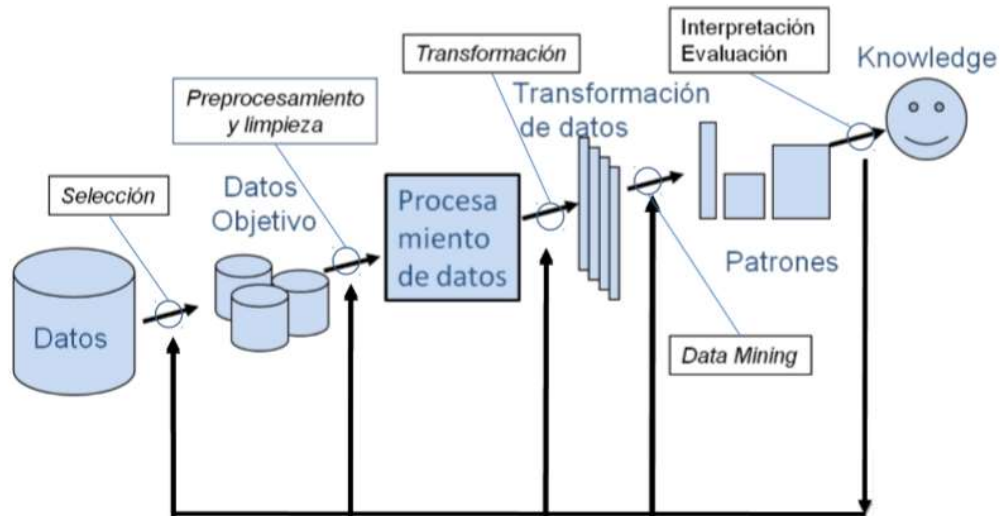 Selección
Datos
Preprocesamiento
y limpieza
Datos
Objetivo
Procesa
miento
de datos
Transformación
Transformación
de datos
Data Mining
Patrones
Interpretación
Evaluación
Knowledge